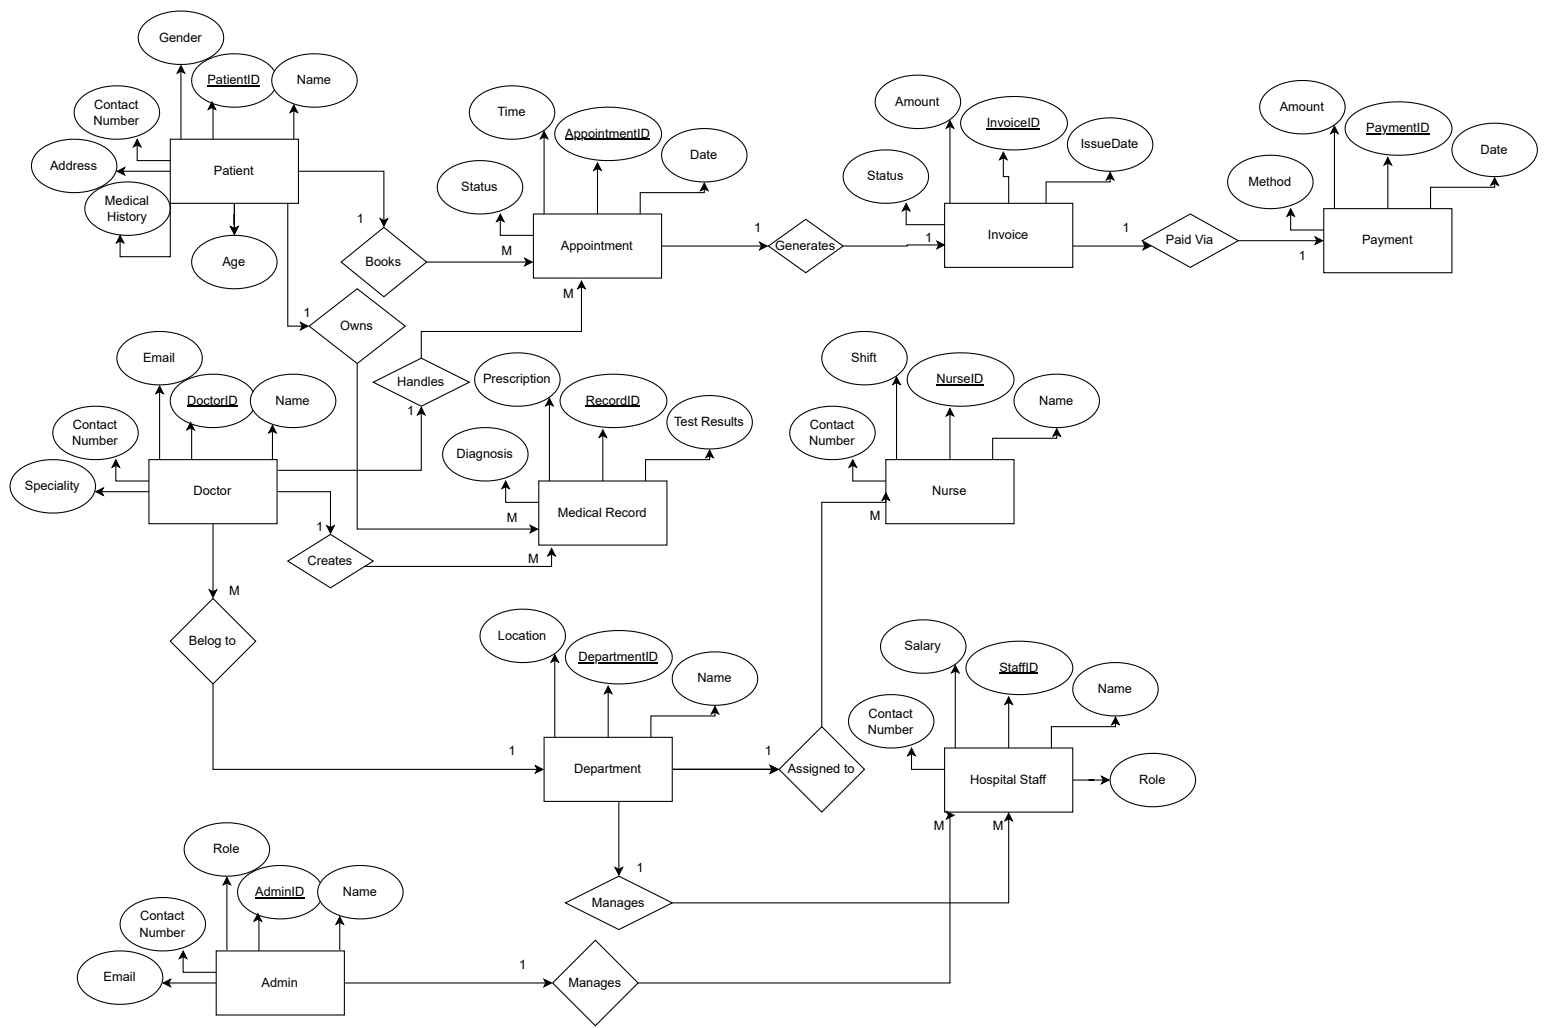 Gender
PatientID
Name
Contact
Number
Address
Medical
History
Patient
Age
1
Books
M
Owns
1
Time
AppointmentID
Date
Status
Appointment
1
Generates
1
M
Amount
InvoiceID
IssueDate
Status
Invoice
1
Paid Via
1
Amount
PaymentID
Date
Method
Payment
Email
DoctorID
Name
Contact
Number
Speciality
Doctor
Handles
1
1
Creates
M
M
Prescription
RecordID
Test Results
Diagnosis
Medical Record
Shift
NurseID
Name
Contact
Number
Nurse
M
M
Belog to
1
Location
DepartmentID
Name
Department
1
Assigned to
1
Manages
Salary
StaffID
Name
Contact
Number
Hospital Staff
Role
M
M
Role
AdminID
Name
Contact
Number
Email
Admin
1
Manages